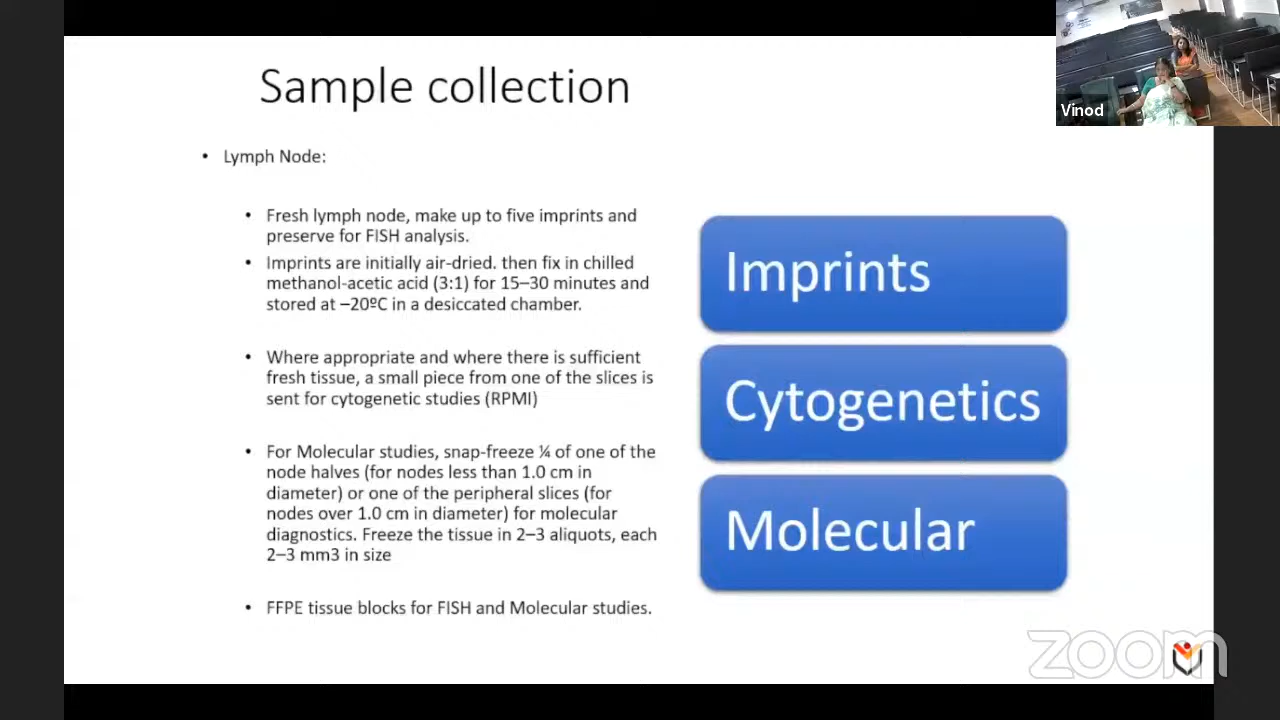 Sample collection
Vinod
• Lymph Node:
• Fresh lymph node, make up to five imprints and
preserve for FISH analysis.
• Imprints are initially air-dried. then fix in chilled
methanol-acetic acid (3:1) for 15–30 minutes and
stored at –20ºC in a desiccated chamber.
• Where appropriate and where there is sufficient
fresh tissue, a small piece from one of the slices is
sent for cytogenetic studies (RPMI)
• For Molecular studies, snap-freeze ¼ of one of the
node halves (for nodes less than 1.0 cm in
diameter) or one of the peripheral slices (for
nodes over 1.0 cm in diameter) for molecular
diagnostics. Freeze the tissue in 2–3 aliquots, each
2–3 mm3 in size
• FFPE tissue blocks for FISH and Molecular studies.
Imprints
Cytogenetics
Molecular
zoom